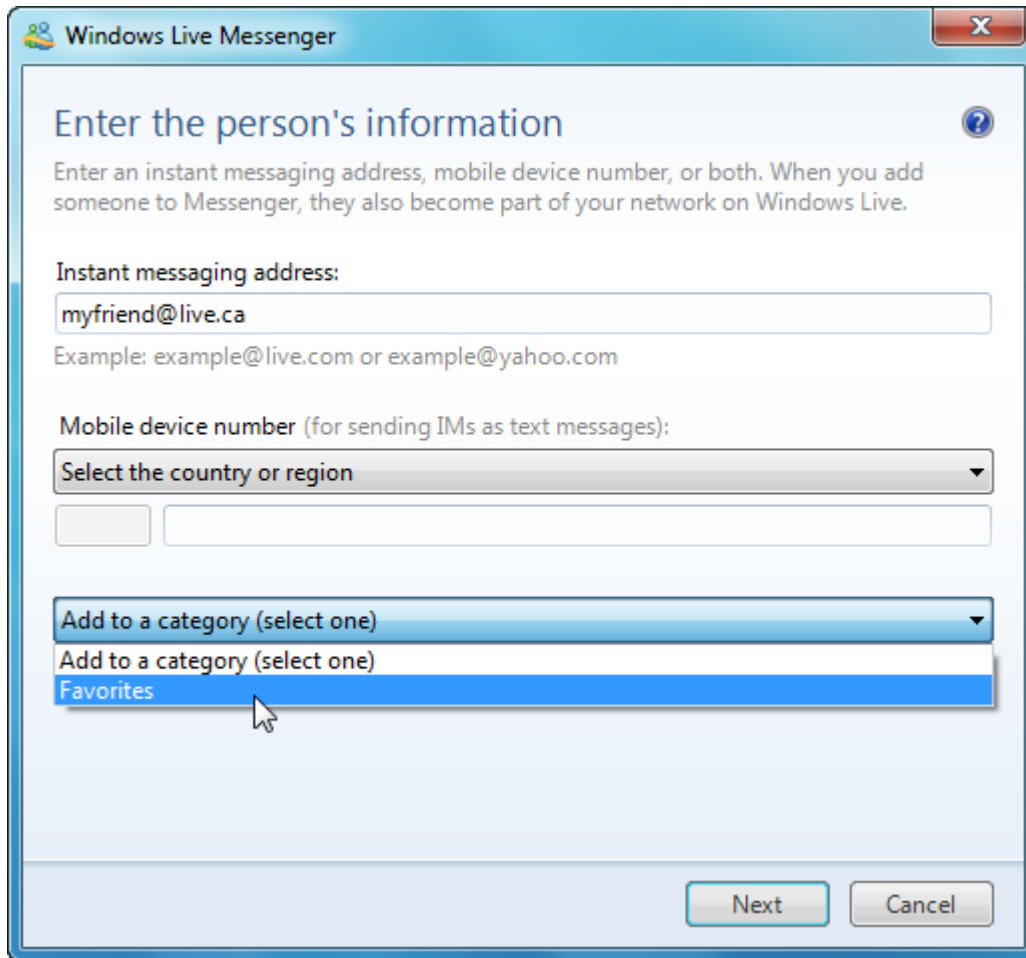 Windows Live Messenger
Enter the person's information
Enter an instant messaging address, mobile device number, or both. When you add
someone to Messenger, they also become part of your network on Windows Live.
Instant messaging address:
myfriend@live.ca
Example: example@live.com or example@yahoo.com
Mobile device number (for sending IMs as text messages):
Select the country or region
Add to a category (select one)
Add to a category (select one)
Favorites
Next Cancel